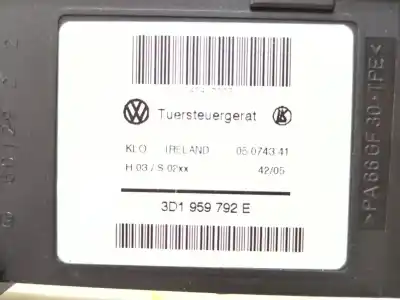 Tuersteuergerat
KLO IRELAND 05.0743.41
H 03 / S 02xx 42/05
3D1 959 792 E
>PA66GF30-TPE<